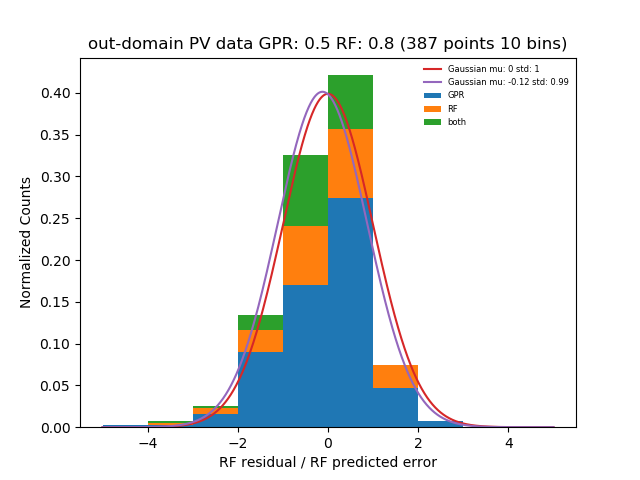 out-domain PV data GPR: 0.5 RF: 0.8 (387 points 10 bins)
Gaussian mu: 0 std: 1
Gaussian mu: -0.12 std: 0.99
GPR
RF
both
Normalized Counts
0.40
0.35
0.30
0.25
0.20
0.15
0.10
0.05
0.00
−4 −2 0 2 4
RF residual / RF predicted error